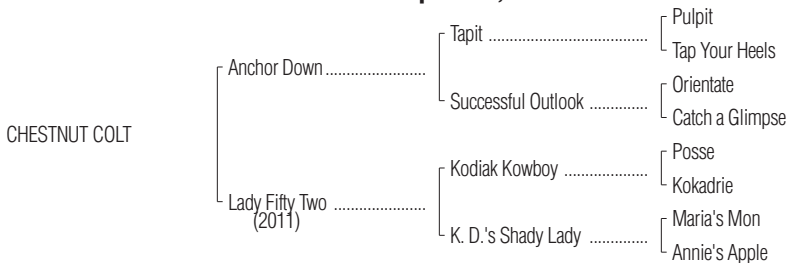 Pulpit
Tapit ......................................
Tap Your Heels
Anchor Down ........................
Orientate
Successful Outlook ..............
Catch a Glimpse
CHESTNUT COLT
Posse
Kodiak Kowboy ....................
Kokadrie
Lady Fifty Two ......................
(2011)
Maria's Mon
K. D.'s Shady Lady ..............
Annie's Apple